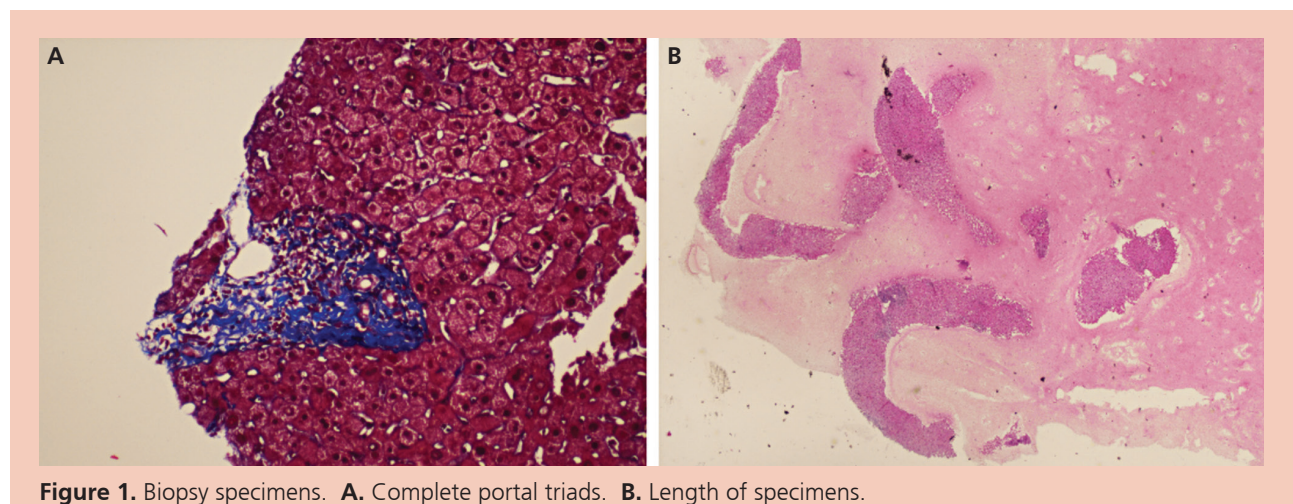 A
B
Figure 1. Biopsy specimens. A. Complete portal triads. B. Length of specimens.